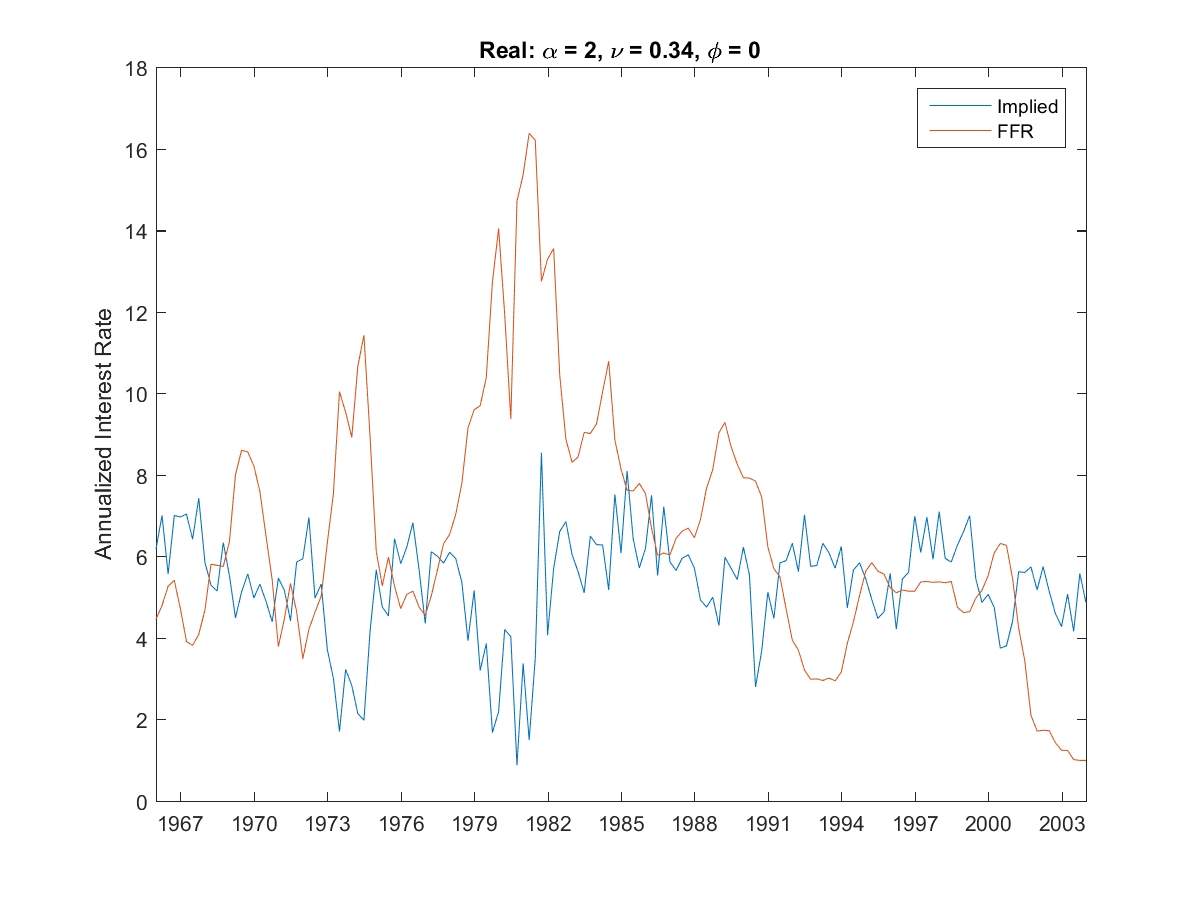 Real: α = 2, ν = 0.34, ϕ = 0
Implied
FFR
Annualized Interest Rate
18
16
14
12
10
8
6
4
2
0
1967 1970 1973 1976 1979 1982 1985 1988 1991 1994 1997 2000 2003